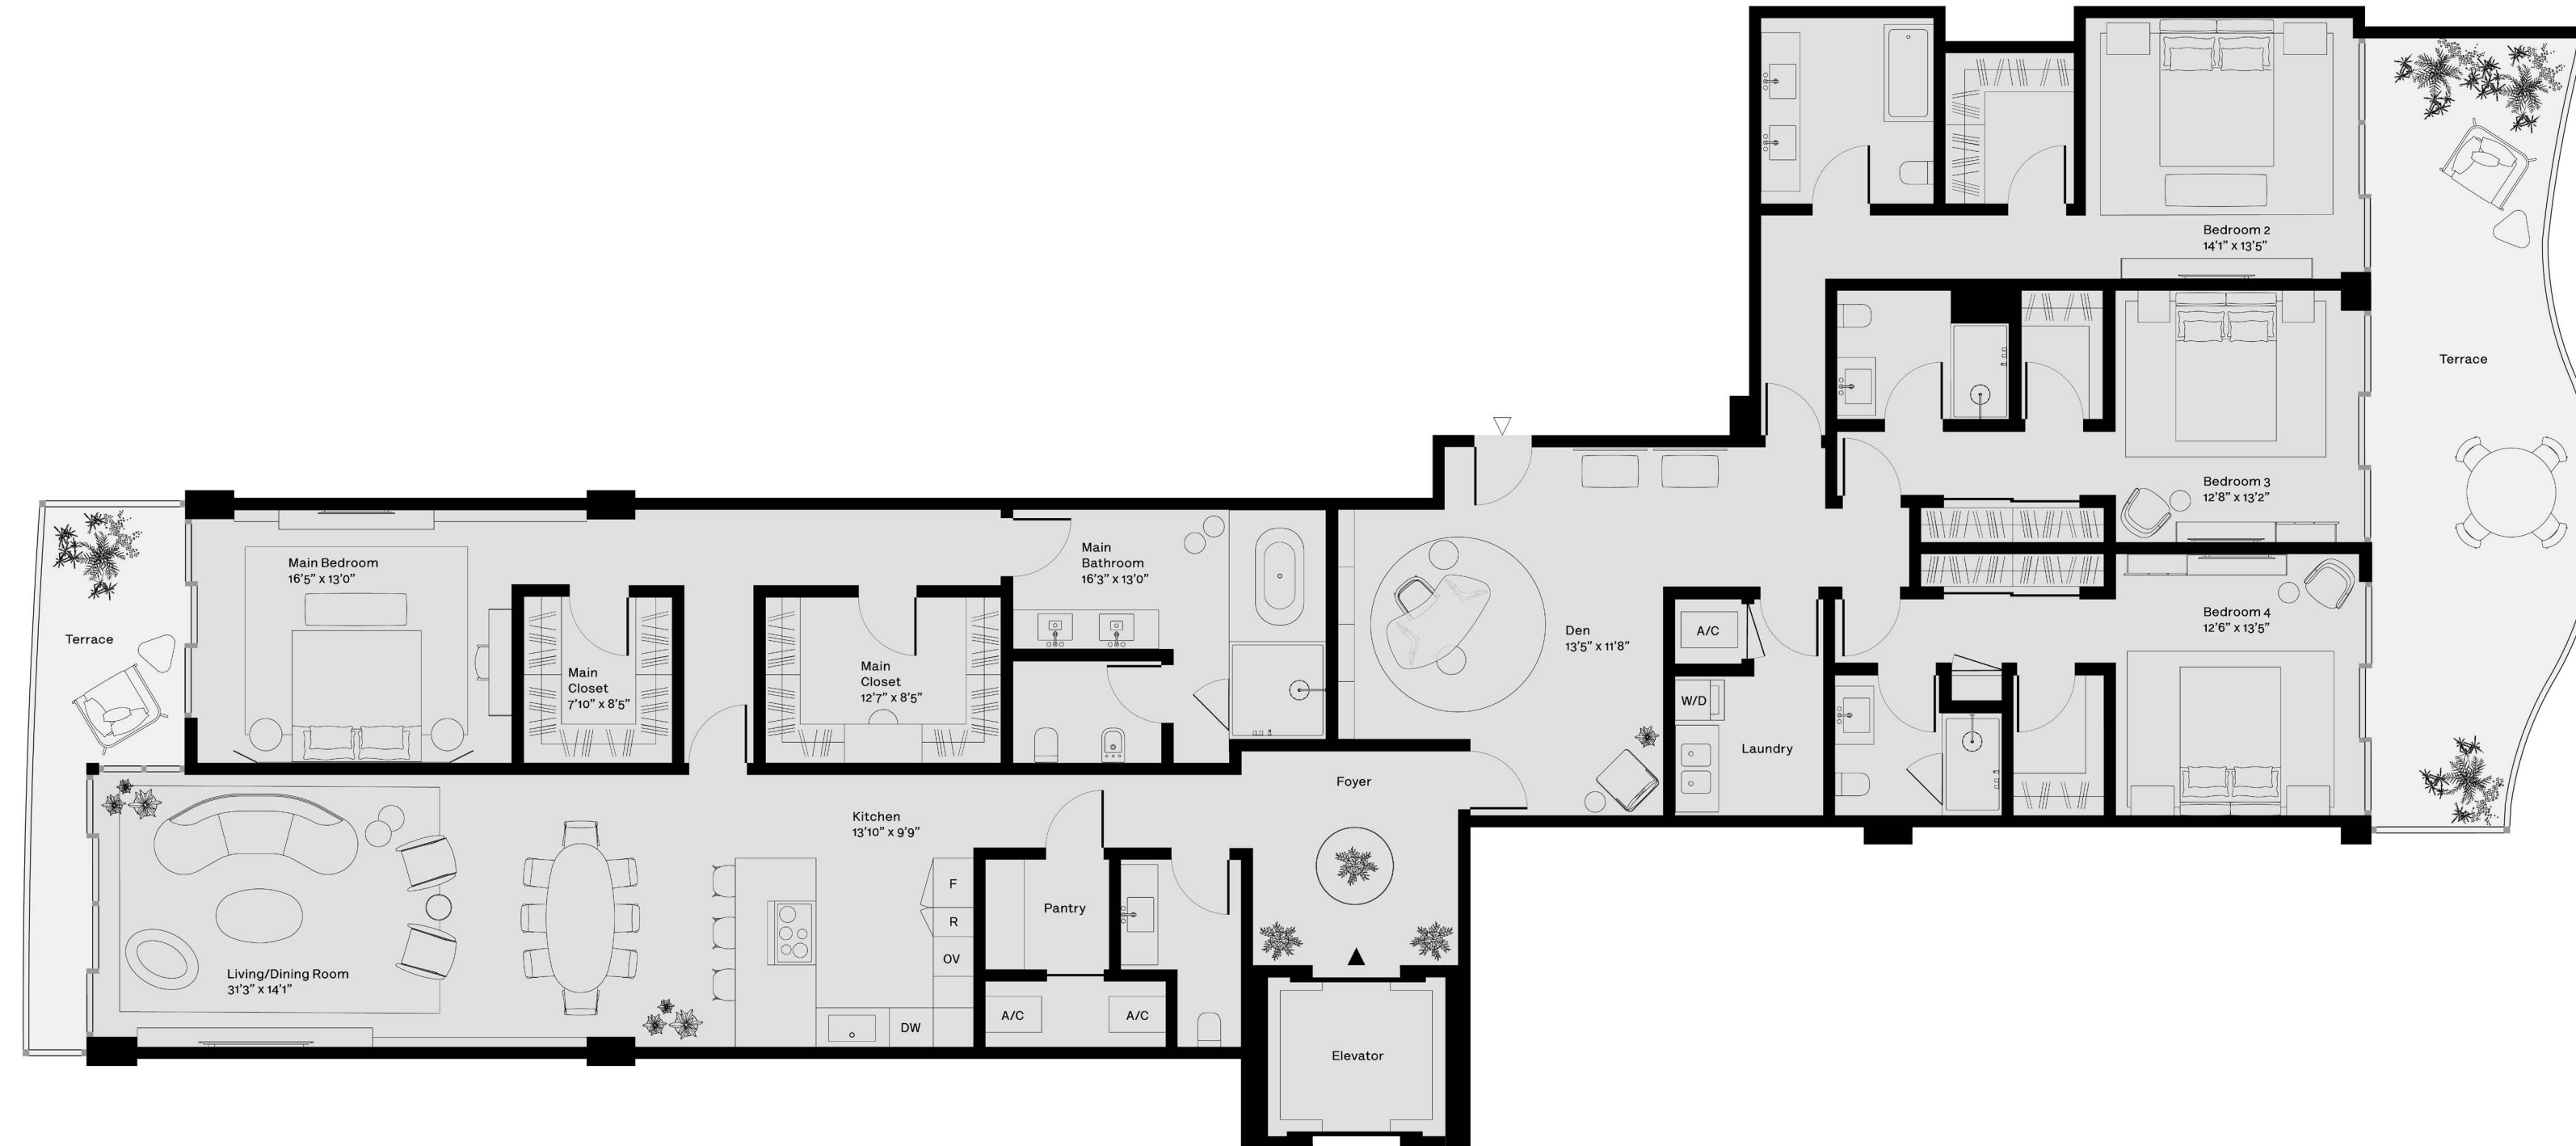 Bedroom 2
14'1" x 13'5"
Terrace
Bedroom 3
12'8" x 13'2"
Main Bedroom
16'5" x 13'0"
Main
Bathroom
16'3" x 13'0"
Bedroom 4
12'6" x 13'5"
Terrace
Den
13'5" x 11'8"
A/C
Main
Closet
7'10" x 8'5"
Main
Closet
12'7" x 8'5"
W/D
Laundry
Foyer
Kitchen
13'10" x 9'9"
F
R
OV
DW
Pantry
Living/Dining Room
31'3" x 14'1"
A/C
A/C
Elevator